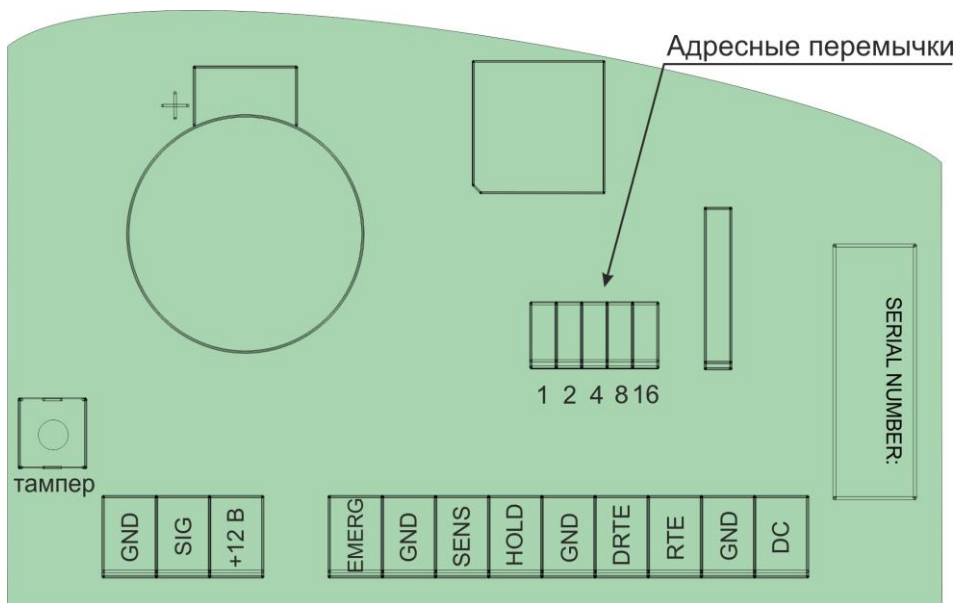 Адресные перемычки
+
1 2 4 8 16
SERIAL NUMBER:
тампер
GND SIG +12 В
EMERG GND SENS HOLD GND DRTE RTE GND DC